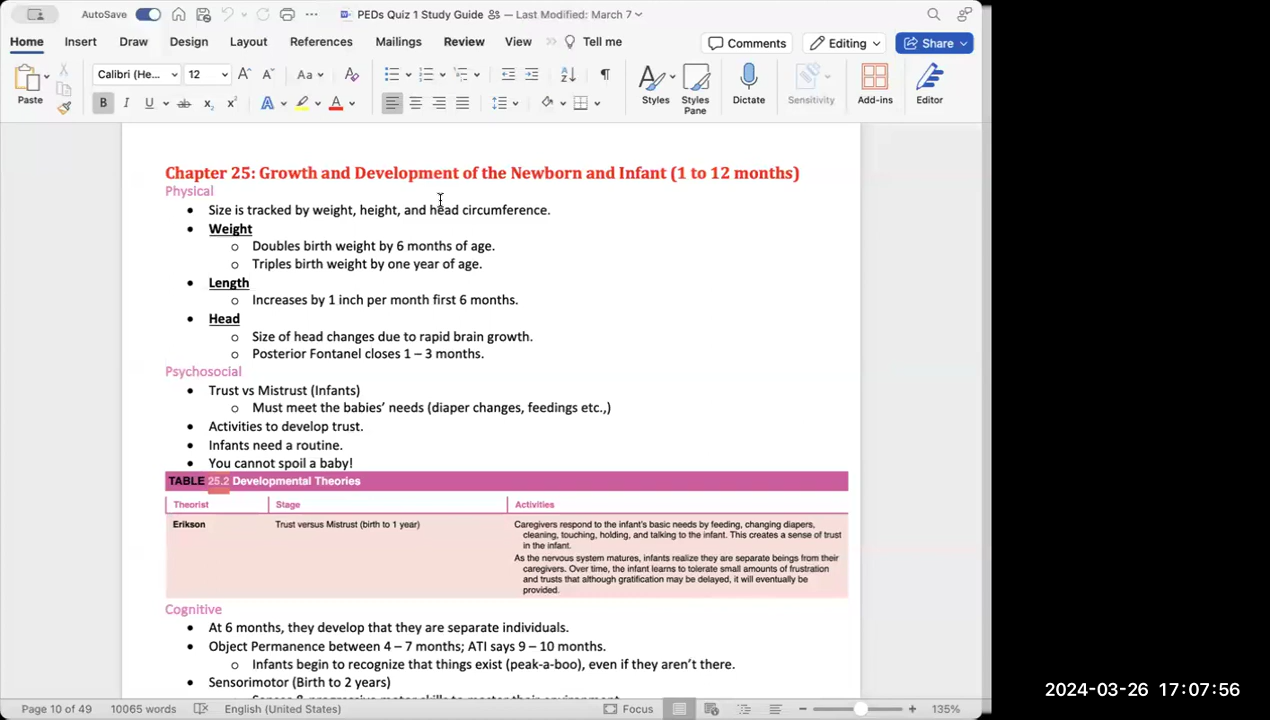 AutoSave
PEDs Quiz 1 Study Guide — Last Modified: March 7
Home Insert Draw Design Layout References Mailings Review View Tell me Comments Editing Share
Paste
Calibri (He... 12 Aa
B I U ab x₂ x² A A
Styles
Styles Pane
Dictate
Sensitivity
Add-ins
Editor
Chapter 25: Growth and Development of the Newborn and Infant (1 to 12 months)
Physical
• Size is tracked by weight, height, and head circumference.
• Weight
o Doubles birth weight by 6 months of age.
o Triples birth weight by one year of age.
• Length
o Increases by 1 inch per month first 6 months.
• Head
o Size of head changes due to rapid brain growth.
o Posterior Fontanel closes 1 – 3 months.
Psychosocial
• Trust vs Mistrust (Infants)
o Must meet the babies’ needs (diaper changes, feedings etc.,)
• Activities to develop trust.
• Infants need a routine.
• You cannot spoil a baby!
TABLE 25.2 Developmental Theories
Theorist Stage Activities
Erikson Trust versus Mistrust (birth to 1 year) Caregivers respond to the infant's basic needs by feeding, changing diapers,
cleaning, touching, holding, and talking to the infant. This creates a sense of trust
in the infant.
As the nervous system matures, infants realize they are separate beings from their
caregivers. Over time, the infant learns to tolerate small amounts of frustration
and trusts that although gratification may be delayed, it will eventually be
provided.
Cognitive
• At 6 months, they develop that they are separate individuals.
• Object Permanence between 4 – 7 months; ATI says 9 – 10 months.
o Infants begin to recognize that things exist (peak-a-boo), even if they aren’t there.
• Sensorimotor (Birth to 2 years)
Page 10 of 49 10065 words English (United States) Focus 135%
2024-03-26 17:07:56